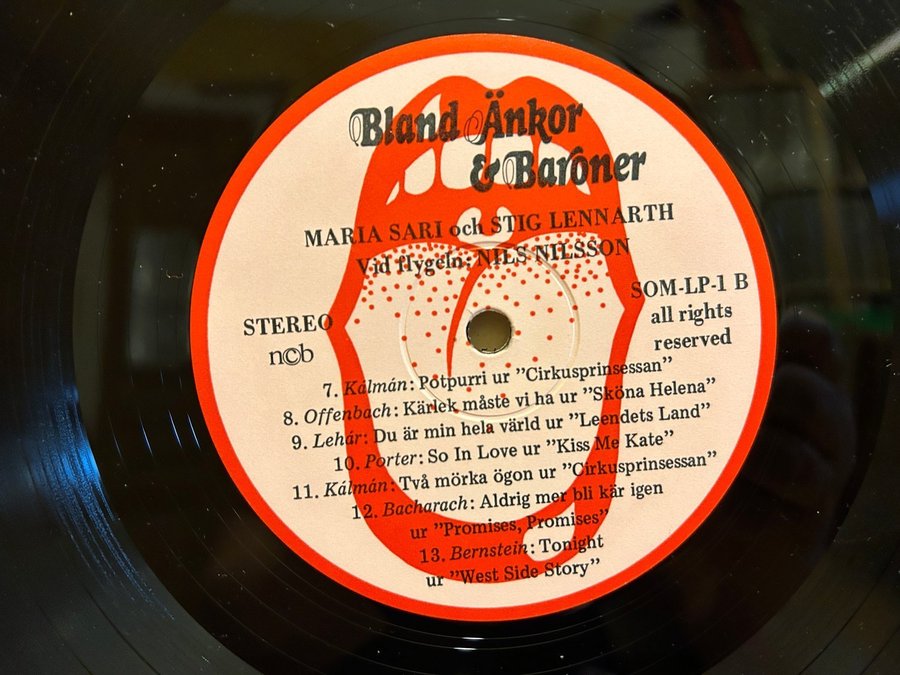 Bland Änkor
& Baroner
MARIA SARI och STIG LENNARTH
Vid flygeln: NILS NILSSON
STEREO
n©b
SOM-LP-1 B
all rights
reserved
7. Kálmán: Potpurri ur ”Cirkusprinsessan”
8. Offenbach: Kärlek måste vi ha ur ”Sköna Helena”
9. Lehár: Du är min hela värld ur ”Leendets Land”
10. Porter: So In Love ur ”Kiss Me Kate”
11. Kálmán: Två mörka ögon ur ”Cirkusprinsessan”
12. Bacharach: Aldrig mer bli kär igen
ur ”Promises, Promises”
13. Bernstein: Tonight
ur ”West Side Story”